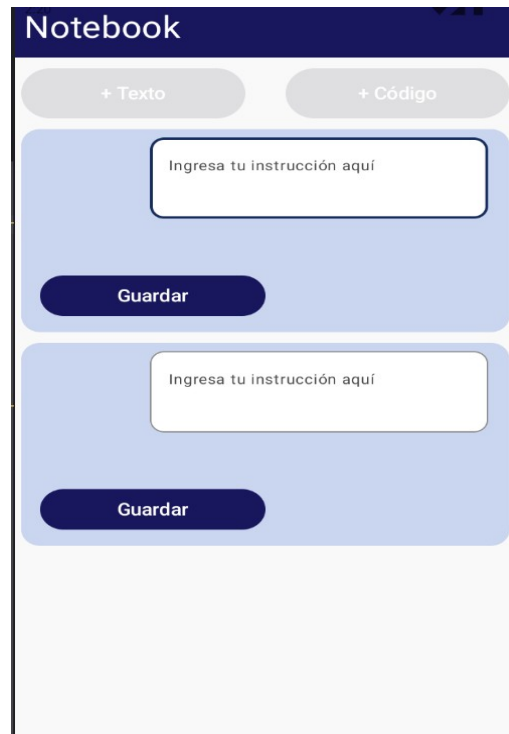 Notebook
+ Texto + Código
Ingresa tu instrucción aquí
Guardar
Ingresa tu instrucción aquí
Guardar